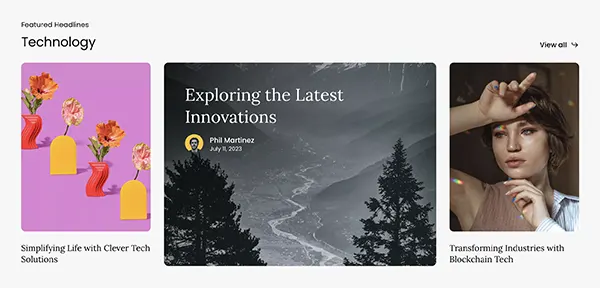 Featured Headlines
Technology
View all
Exploring the Latest
Innovations
Phil Martinez
July 11, 2023
Simplifying Life with Clever Tech
Solutions
Transforming Industries with
Blockchain Tech